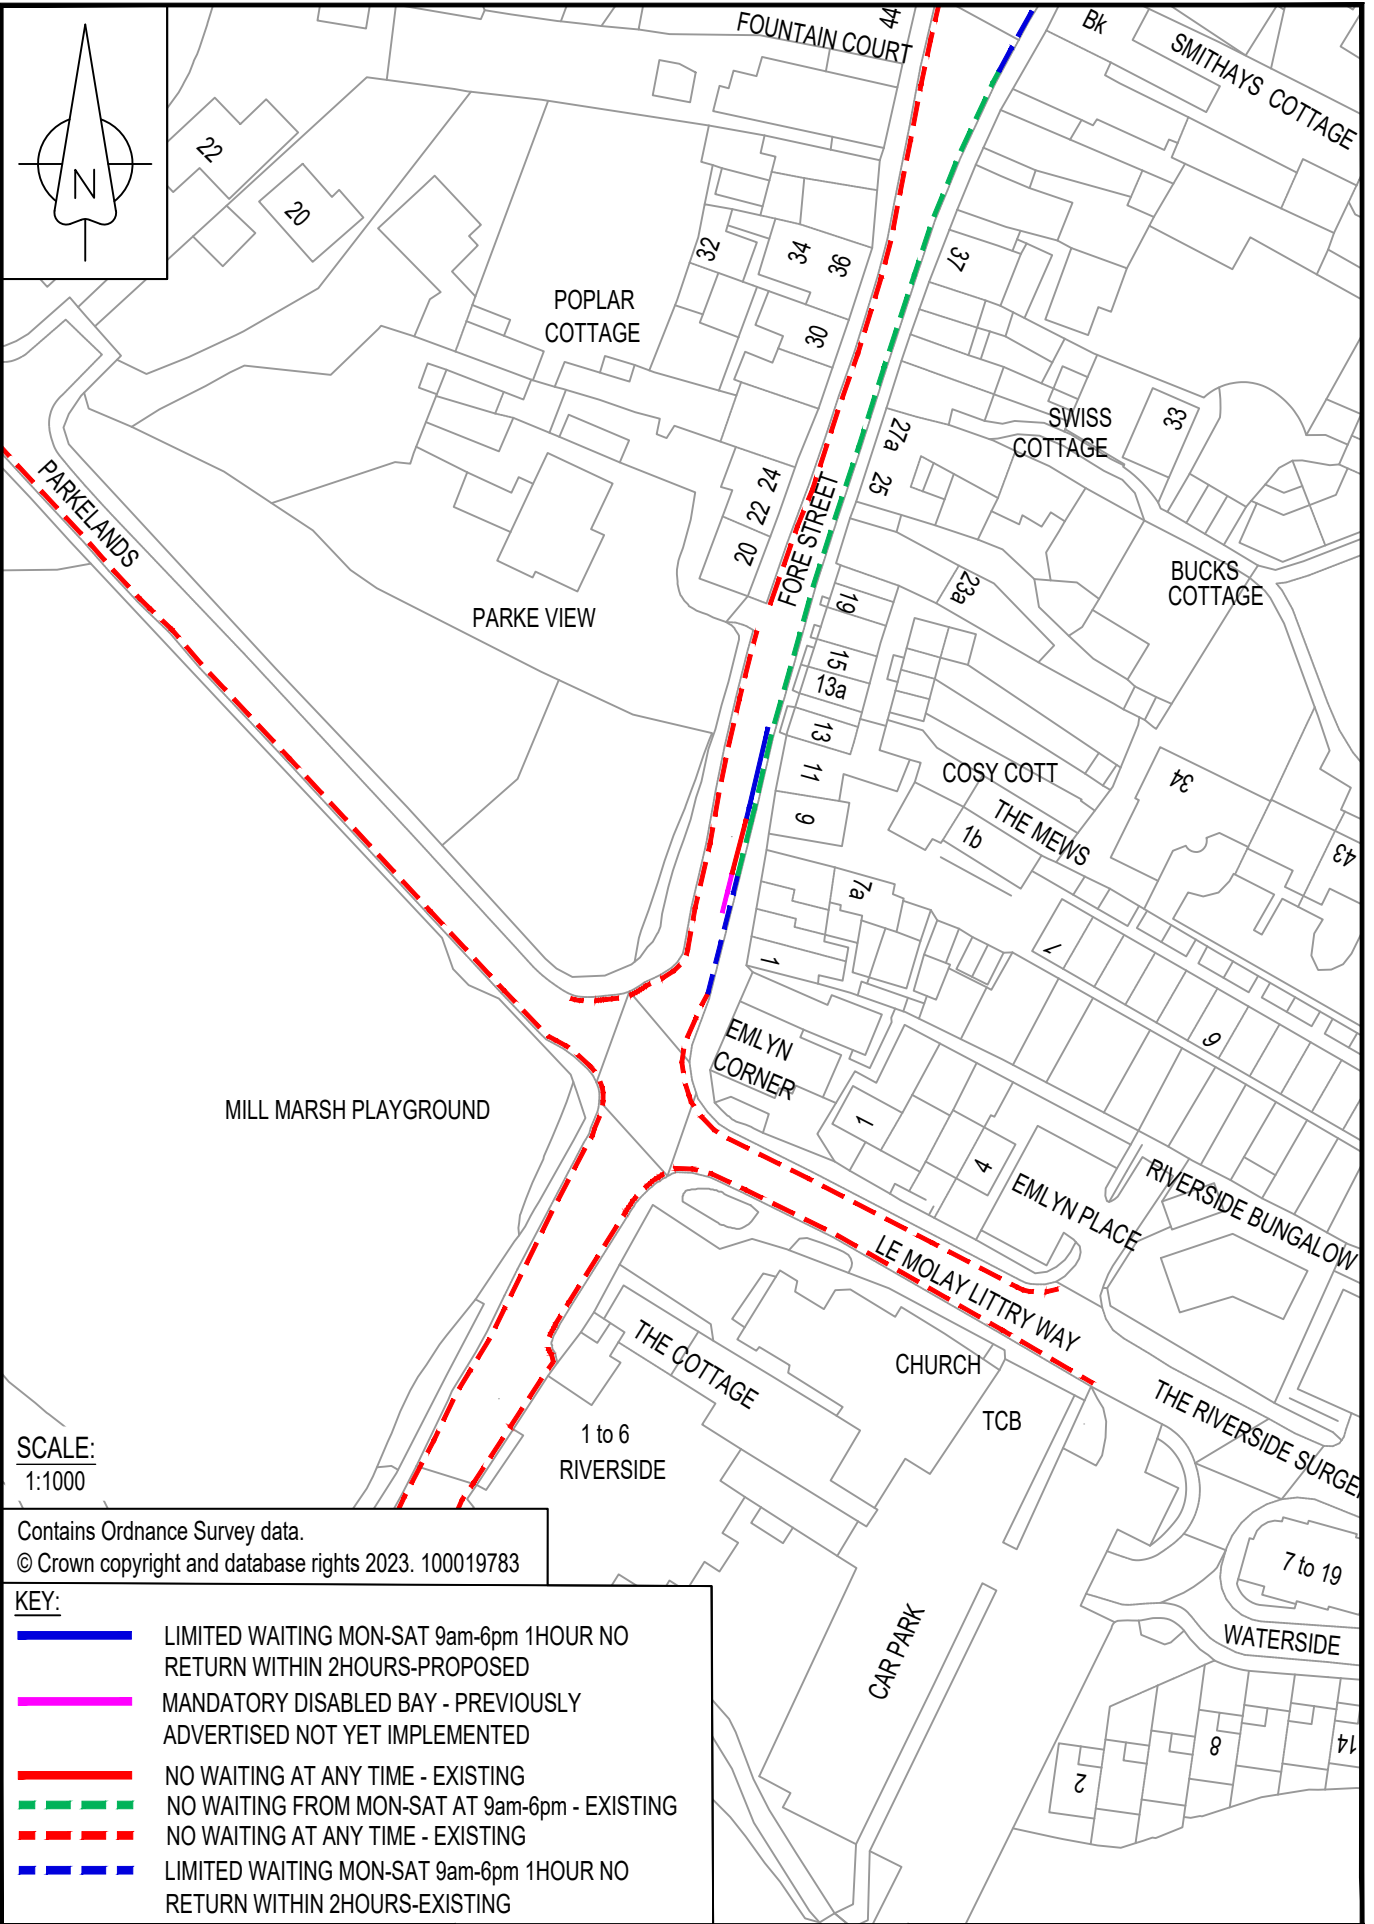 44
FOUNTAIN COURT
Bk
SMITHAYS COTTAGE
22
20
N
32
34
36
37
POPLAR
COTTAGE
30
SWISS
COTTAGE
33
27a
25
24
22
20
FORE STREET
PARKELANDS
PARKE VIEW
19
23a
BUCKS
COTTAGE
15
13a
13
11
9
COSY COTT
THE MEWS
1b
34
43
7a
7
1
9
EMLYN
CORNER
MILL MARSH PLAYGROUND
1
4
EMLYN PLACE
RIVERSIDE BUNGALOW
LE MOLAY LITTRY WAY
THE COTTAGE
CHURCH
TCB
THE RIVERSIDE SURGE
1 to 6
RIVERSIDE
SCALE:
1:1000
7 to 19
WATERSIDE
CAR PARK
8
14
2
Contains Ordnance Survey data.
© Crown copyright and database rights 2023. 100019783
KEY:
LIMITED WAITING MON-SAT 9am-6pm 1HOUR NO
RETURN WITHIN 2HOURS-PROPOSED
MANDATORY DISABLED BAY - PREVIOUSLY
ADVERTISED NOT YET IMPLEMENTED
NO WAITING AT ANY TIME - EXISTING
NO WAITING FROM MON-SAT AT 9am-6pm - EXISTING
NO WAITING AT ANY TIME - EXISTING
LIMITED WAITING MON-SAT 9am-6pm 1HOUR NO
RETURN WITHIN 2HOURS-EXISTING